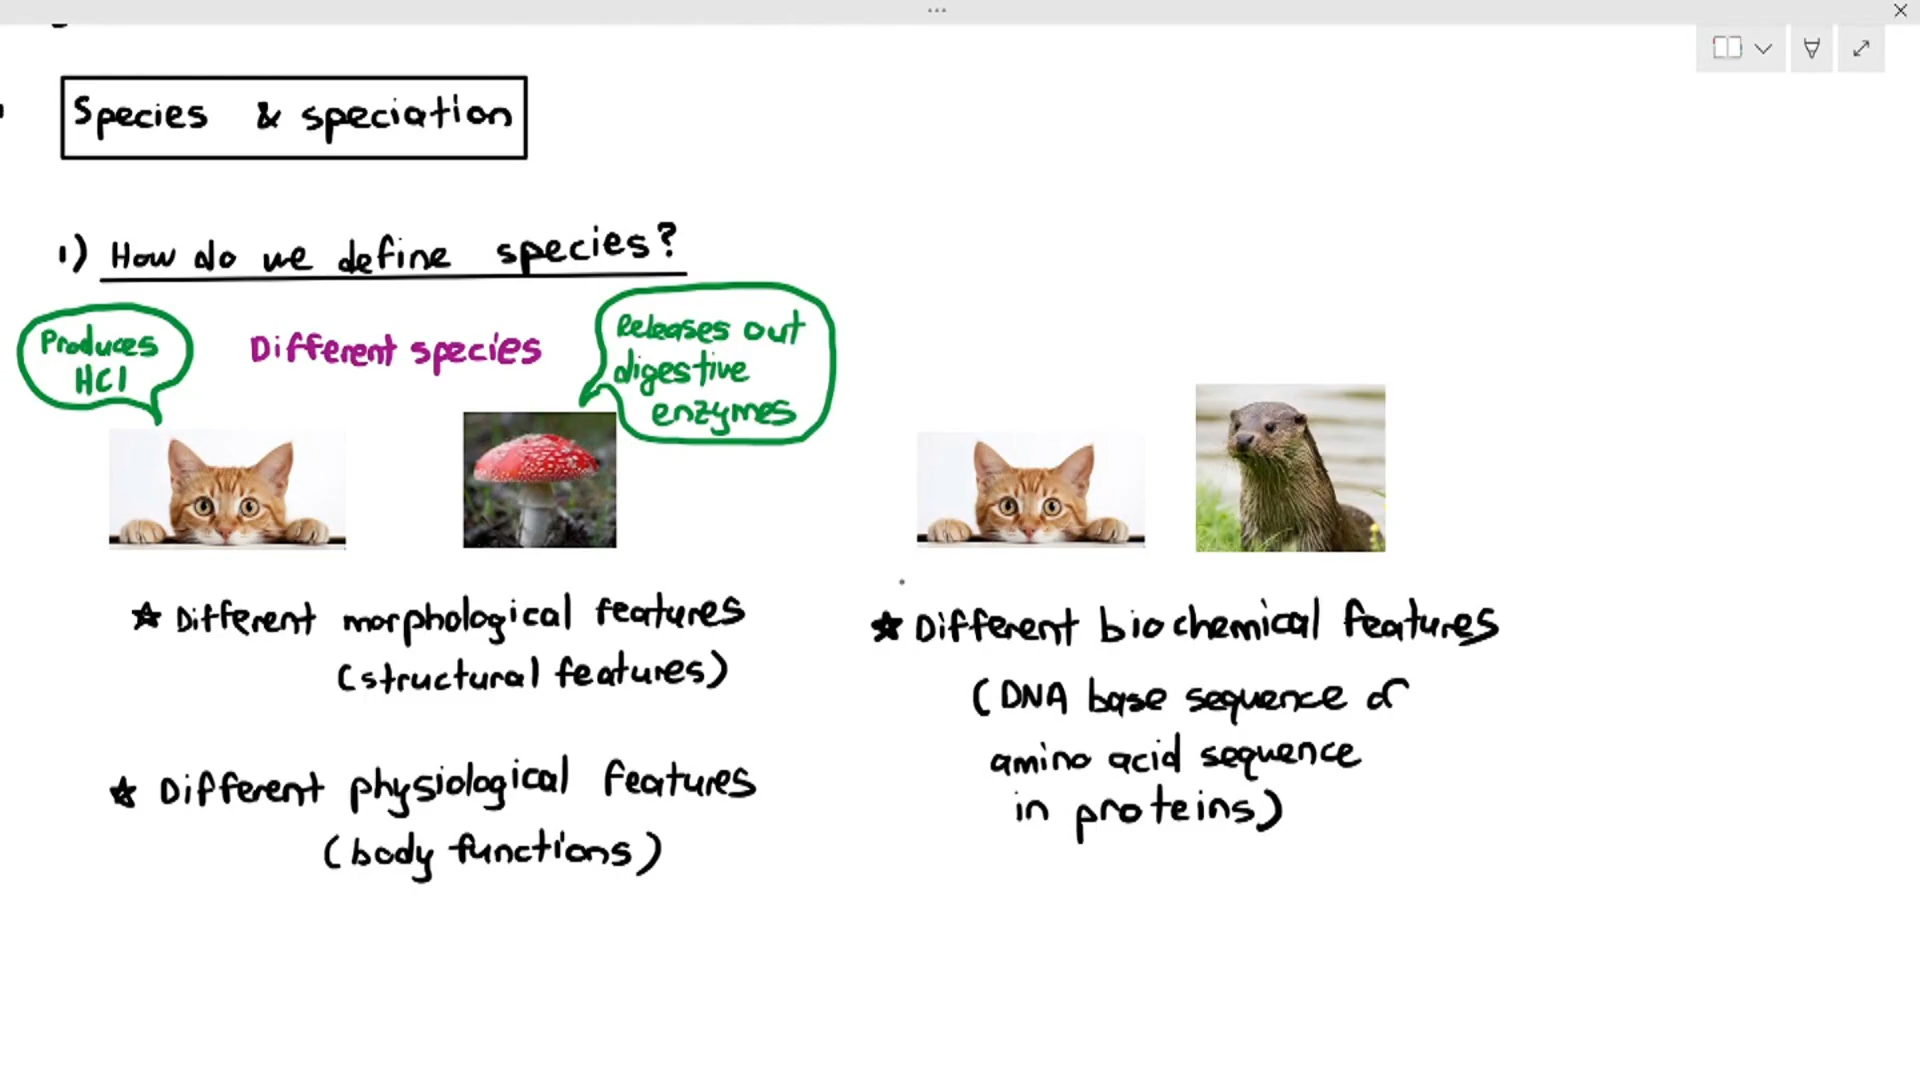 Species & speciation
1) How do we define species?
Produces
HCl
Different species
Releases out
digestive
enzymes
★ Different morphological features
(structural features)
★ Different physiological features
(body functions)
★ Different biochemical features
(DNA base sequence or
amino acid sequence
in proteins)